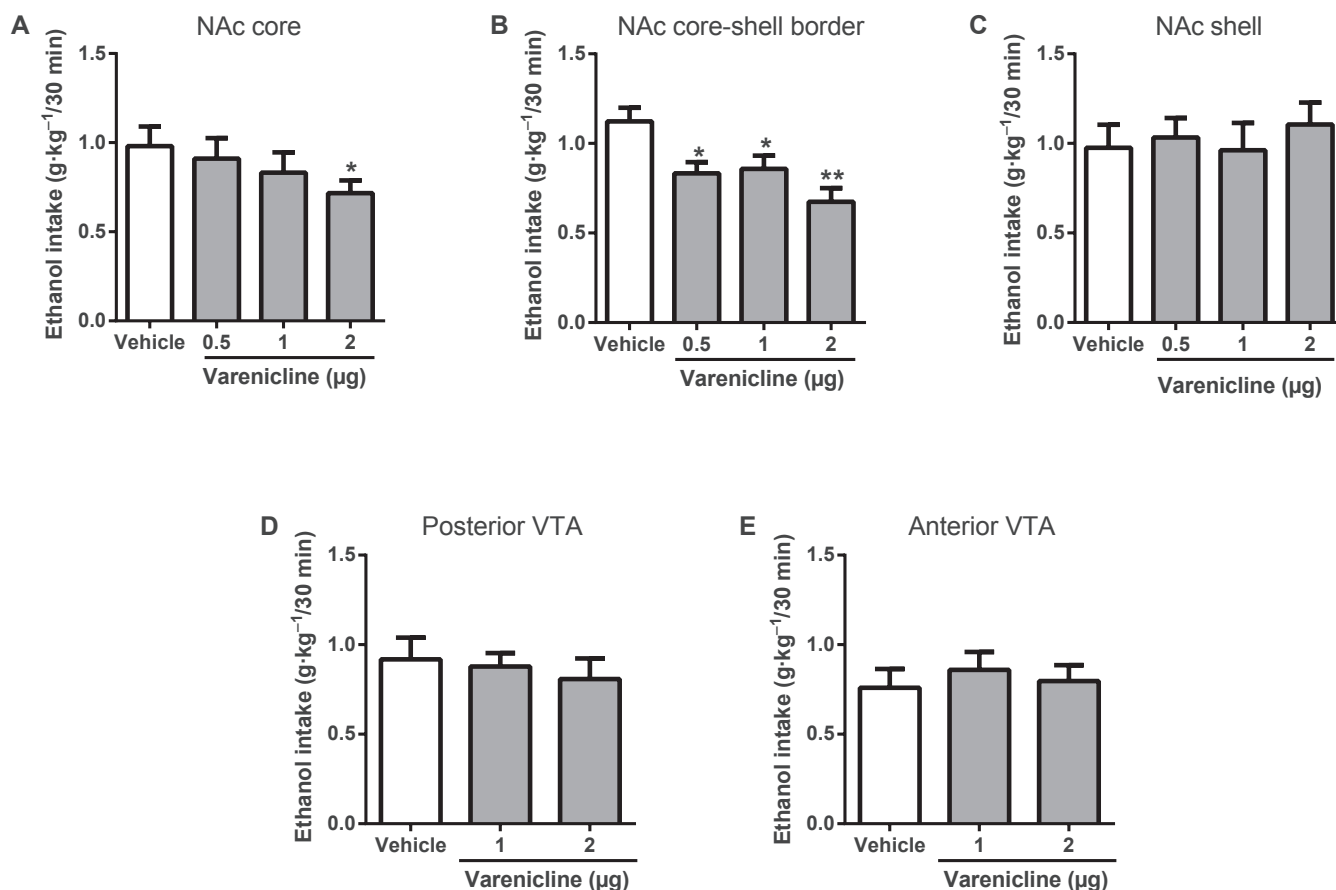 A NAc core
Ethanol intake (g·kg⁻¹/30 min)
1.5
1.0
0.5
0.0
*
Vehicle 0.5 1 2
Varenicline (µg)
B NAc core-shell border
Ethanol intake (g·kg⁻¹/30 min)
1.5
1.0
0.5
0.0
* * **
Vehicle 0.5 1 2
Varenicline (µg)
C NAc shell
Ethanol intake (g·kg⁻¹/30 min)
1.5
1.0
0.5
0.0
Vehicle 0.5 1 2
Varenicline (µg)
D Posterior VTA
Ethanol intake (g·kg⁻¹/30 min)
1.5
1.0
0.5
0.0
Vehicle 1 2
Varenicline (µg)
E Anterior VTA
Ethanol intake (g·kg⁻¹/30 min)
1.5
1.0
0.5
0.0
Vehicle 1 2
Varenicline (µg)